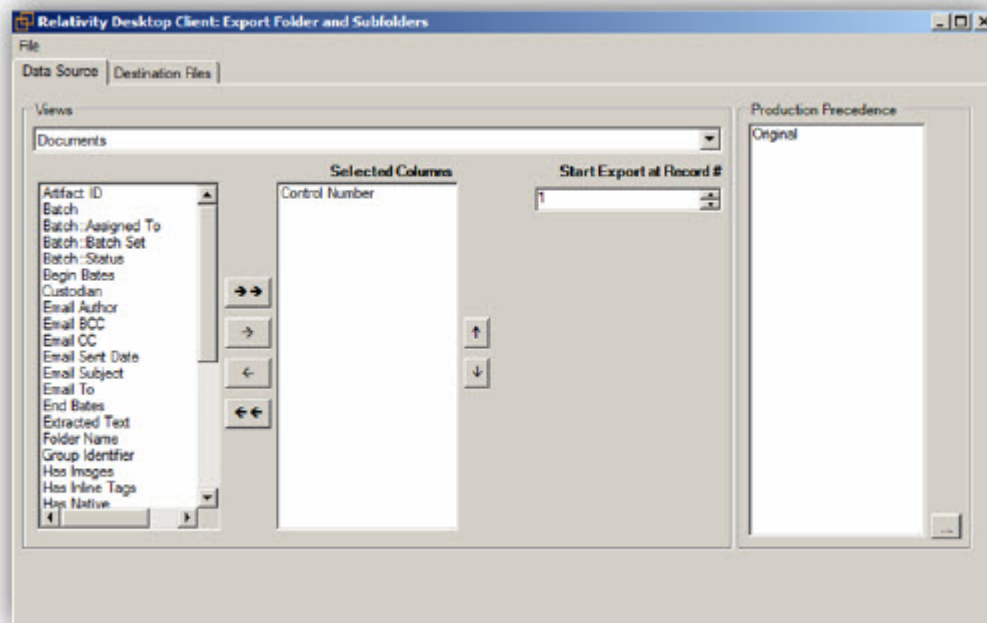 Relativity Desktop Client: Export Folder and Subfolders
File
Data Source
Destination Files
Views
Production Precedence
Documents
Original
Selected Columns
Start Export at Record #
Artifact ID
Batch
Batch::Assigned To
Batch::Batch Set
Batch::Status
Begin Bates
Custodian
Email Author
Email BCC
Email CC
Email Sent Date
Email Subject
Email To
End Bates
Extracted Text
Folder Name
Group Identifier
Has Images
Has Inline Tags
Has Native
Control Number
1
...